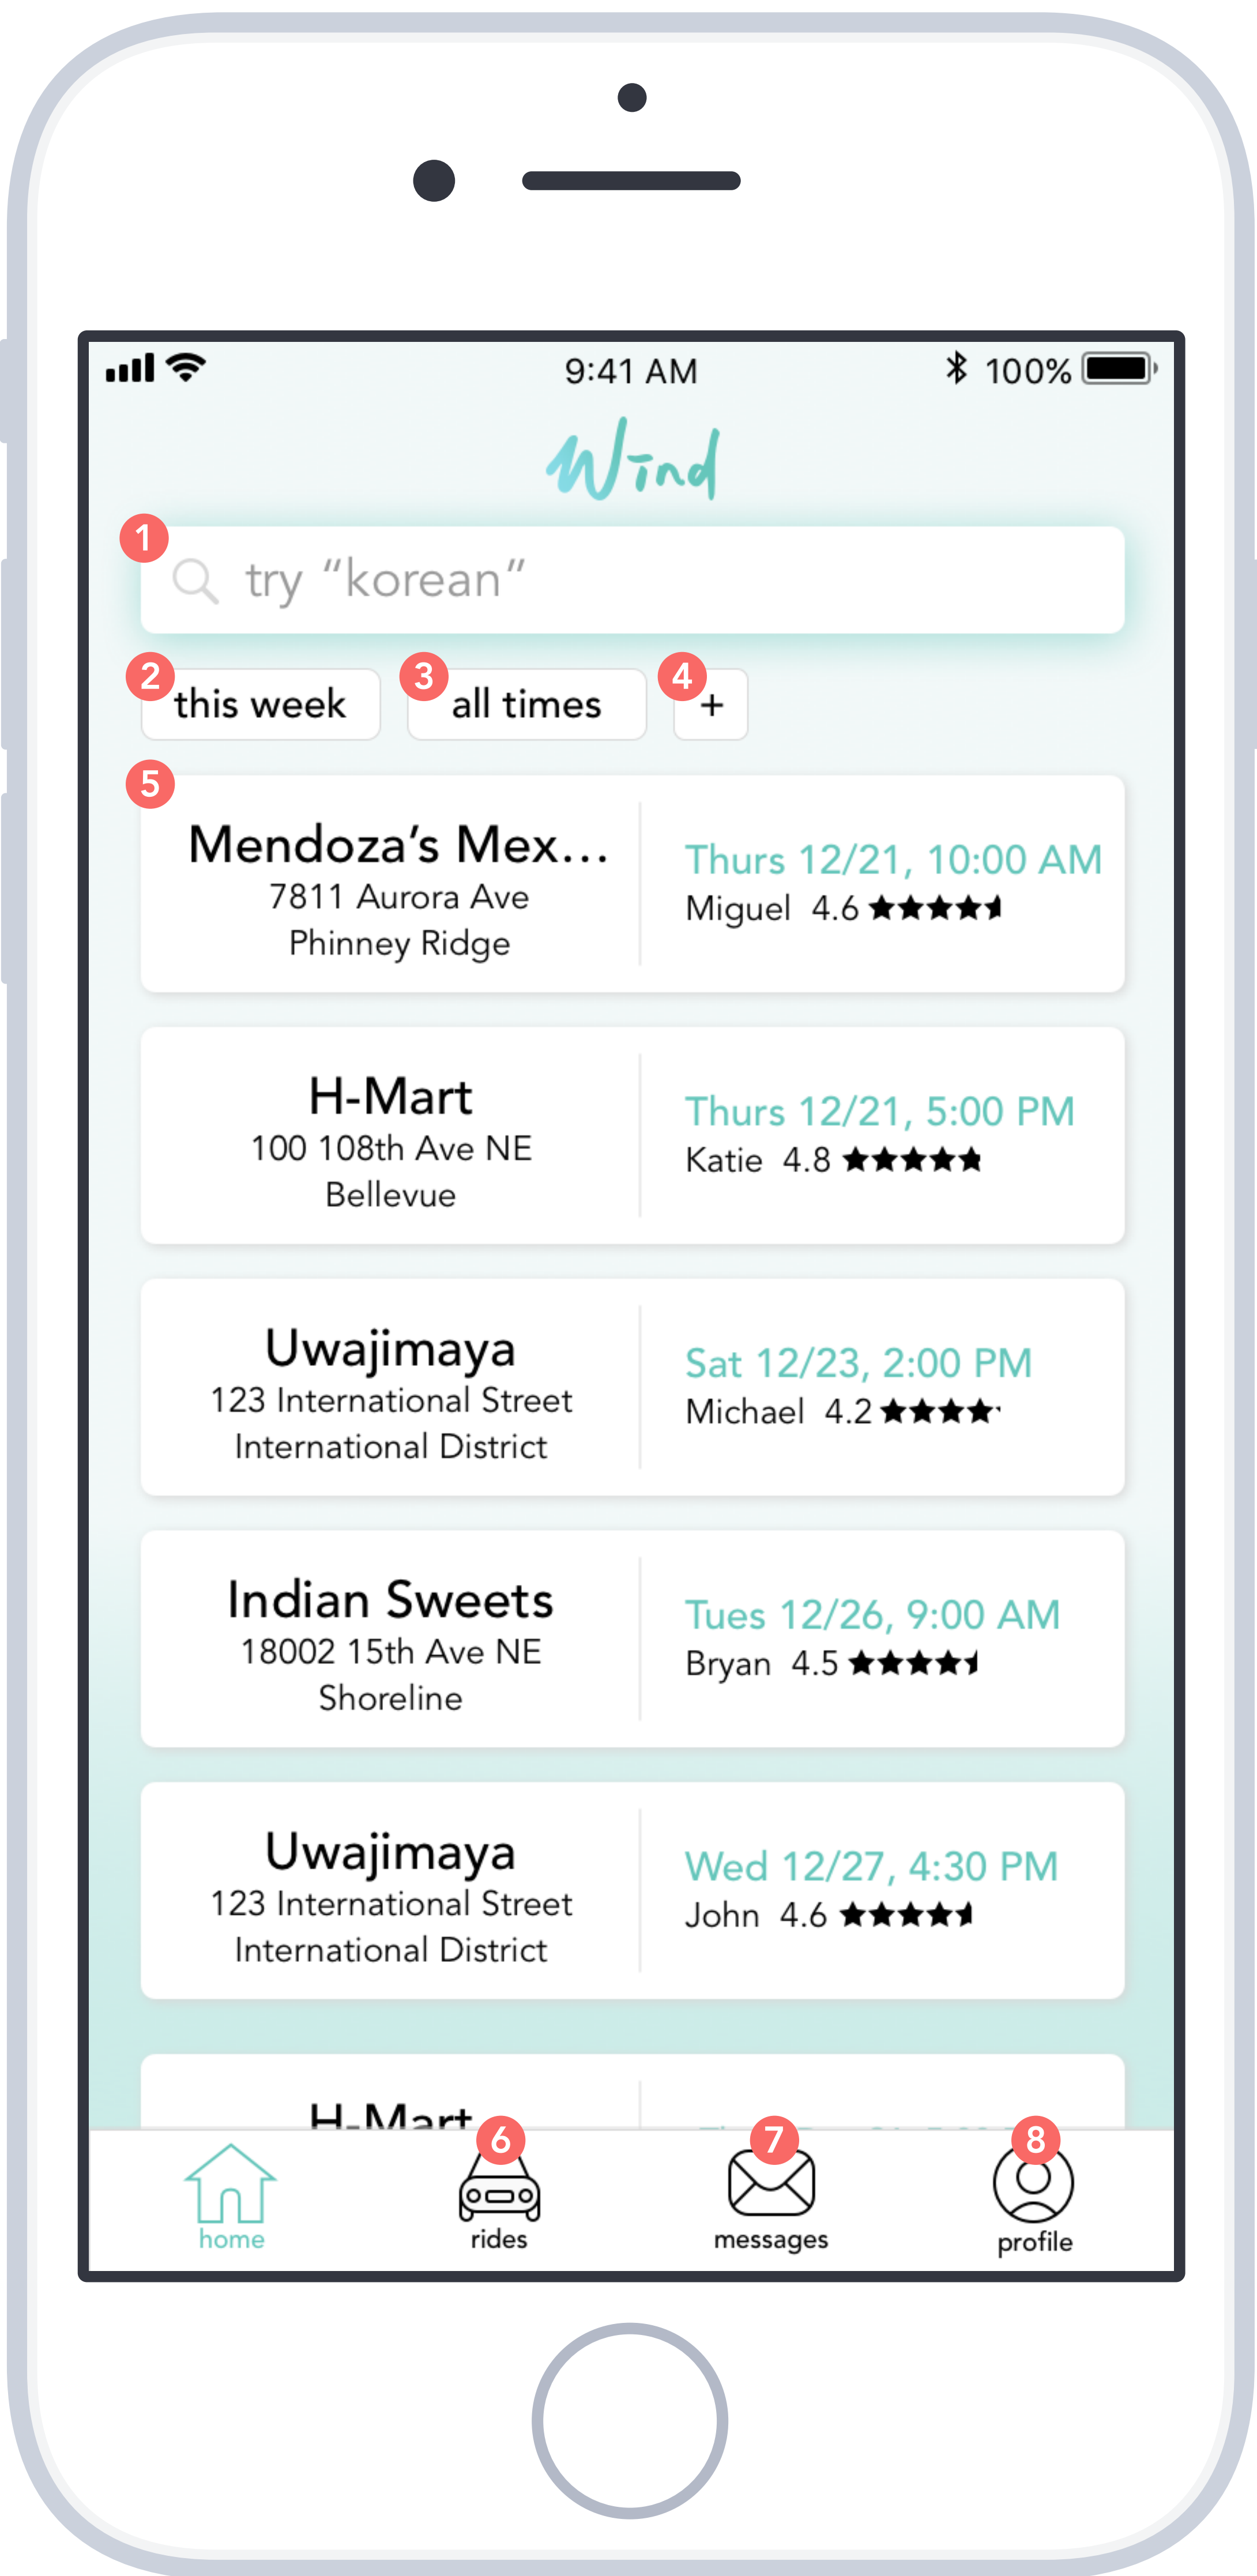 9:41 AM
100%
Wind
1
try “korean”
2 this week
3 all times
4 +
5
Mendoza’s Mex...
7811 Aurora Ave
Phinney Ridge
Thurs 12/21, 10:00 AM
Miguel 4.6 ★★★★
H-Mart
100 108th Ave NE
Bellevue
Thurs 12/21, 5:00 PM
Katie 4.8 ★★★★
Uwajimaya
123 International Street
International District
Sat 12/23, 2:00 PM
Michael 4.2 ★★★★
Indian Sweets
18002 15th Ave NE
Shoreline
Tues 12/26, 9:00 AM
Bryan 4.5 ★★★★
Uwajimaya
123 International Street
International District
Wed 12/27, 4:30 PM
John 4.6 ★★★★
H-Mart
6
7
8
home
rides
messages
profile